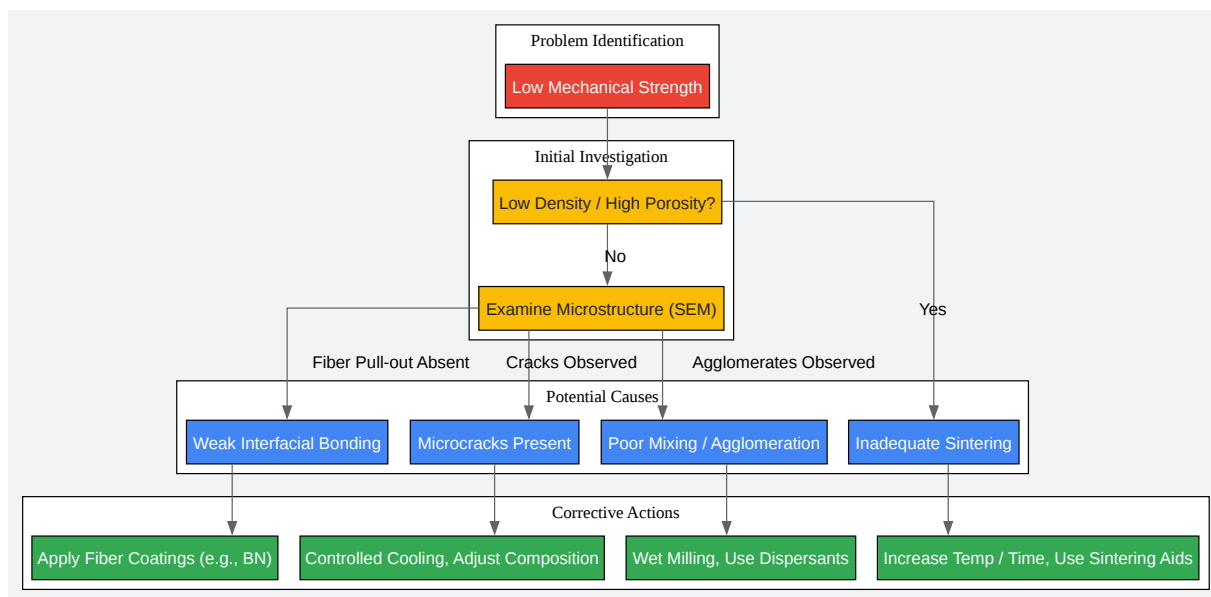 Problem Identification
Low Mechanical Strength
Initial Investigation
Low Density / High Porosity?
No
Examine Microstructure (SEM)
Yes
Fiber Pull-out Absent
Cracks Observed
Agglomerates Observed
Potential Causes
Weak Interfacial Bonding
Microcracks Present
Poor Mixing / Agglomeration
Inadequate Sintering
Corrective Actions
Apply Fiber Coatings (e.g., BN)
Controlled Cooling, Adjust Composition
Wet Milling, Use Dispersants
Increase Temp / Time, Use Sintering Aids